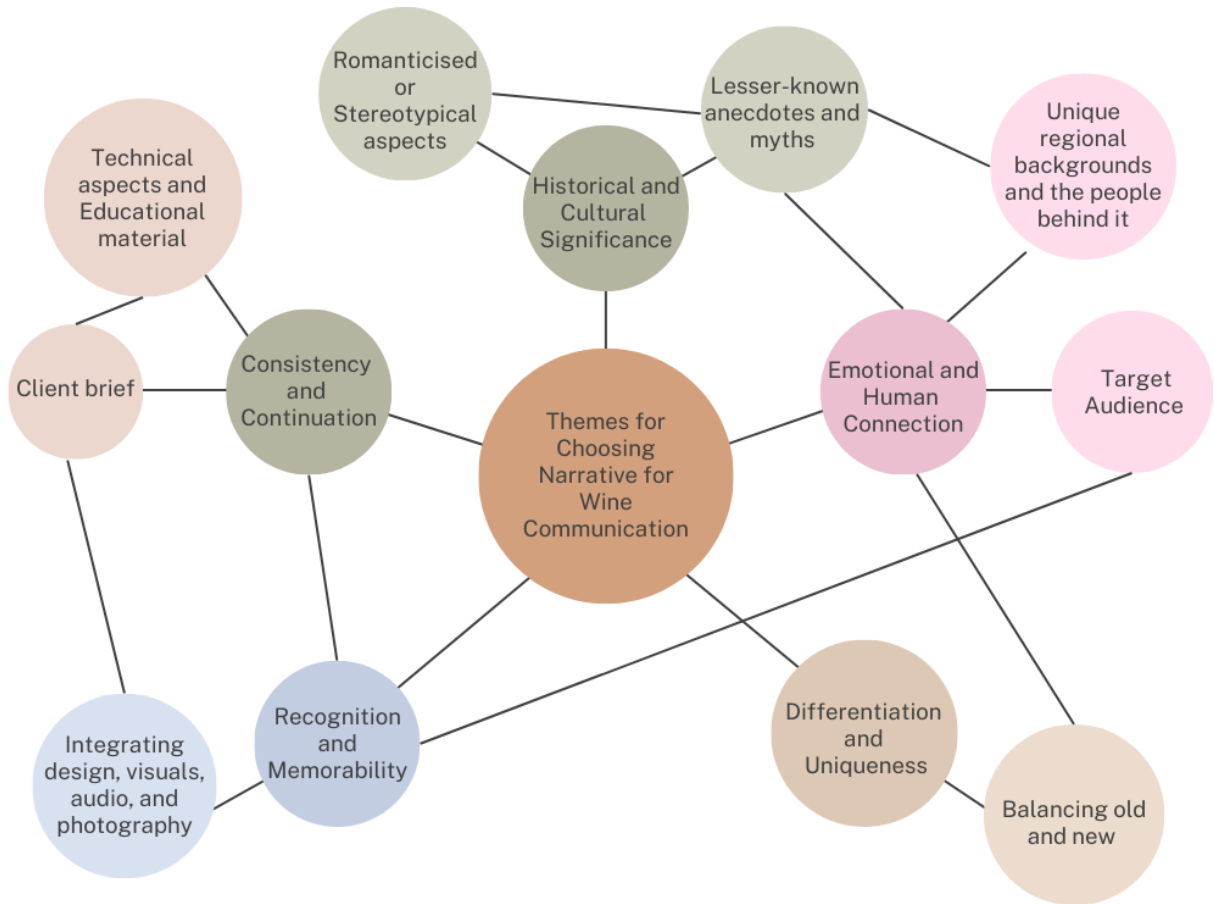 Romanticised
or
Stereotypical
aspects
Lesser-known
anecdotes and
myths
Unique
regional
backgrounds
and the people
behind it
Technical
aspects and
Educational
material
Historical and
Cultural
Significance
Client brief
Consistency
and
Continuation
Themes for
Choosing
Narrative for
Wine
Communication
Emotional and
Human
Connection
Target
Audience
Integrating
design, visuals,
audio, and
photography
Recognition
and
Memorability
Differentiation
and
Uniqueness
Balancing old
and new